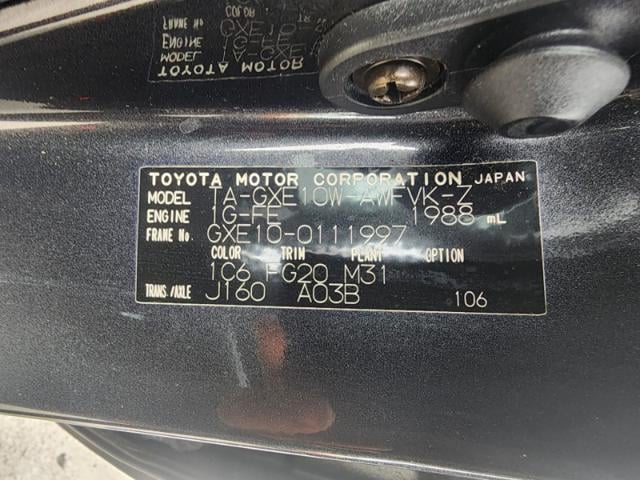 TOYOTA MOTOR CORPORATION JAPAN
MODEL TA-GXE10W-AWFVK-Z
ENGINE 1G-FE 1988 mL
FRAME No. GXE10-0111997
COLOR TRIM PLANT OPTION
1C6 FG20 M31
TRANS./AXLE J160 A03B 106